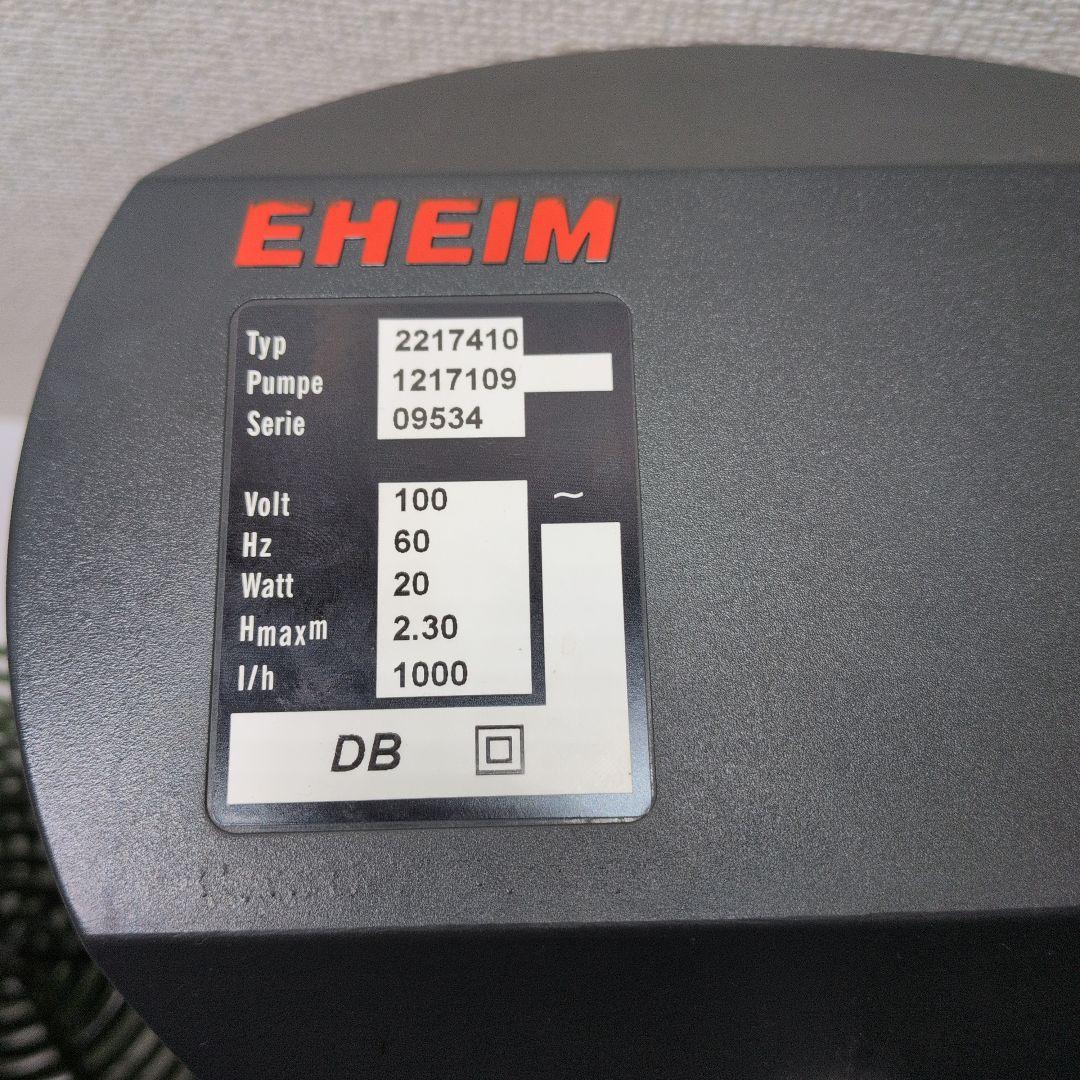 EHEIM
Typ 2217410
Pumpe 1217109
Serie 09534
Volt 100 ~
Hz 60
Watt 20
Hmaxm 2.30
l/h 1000
DB